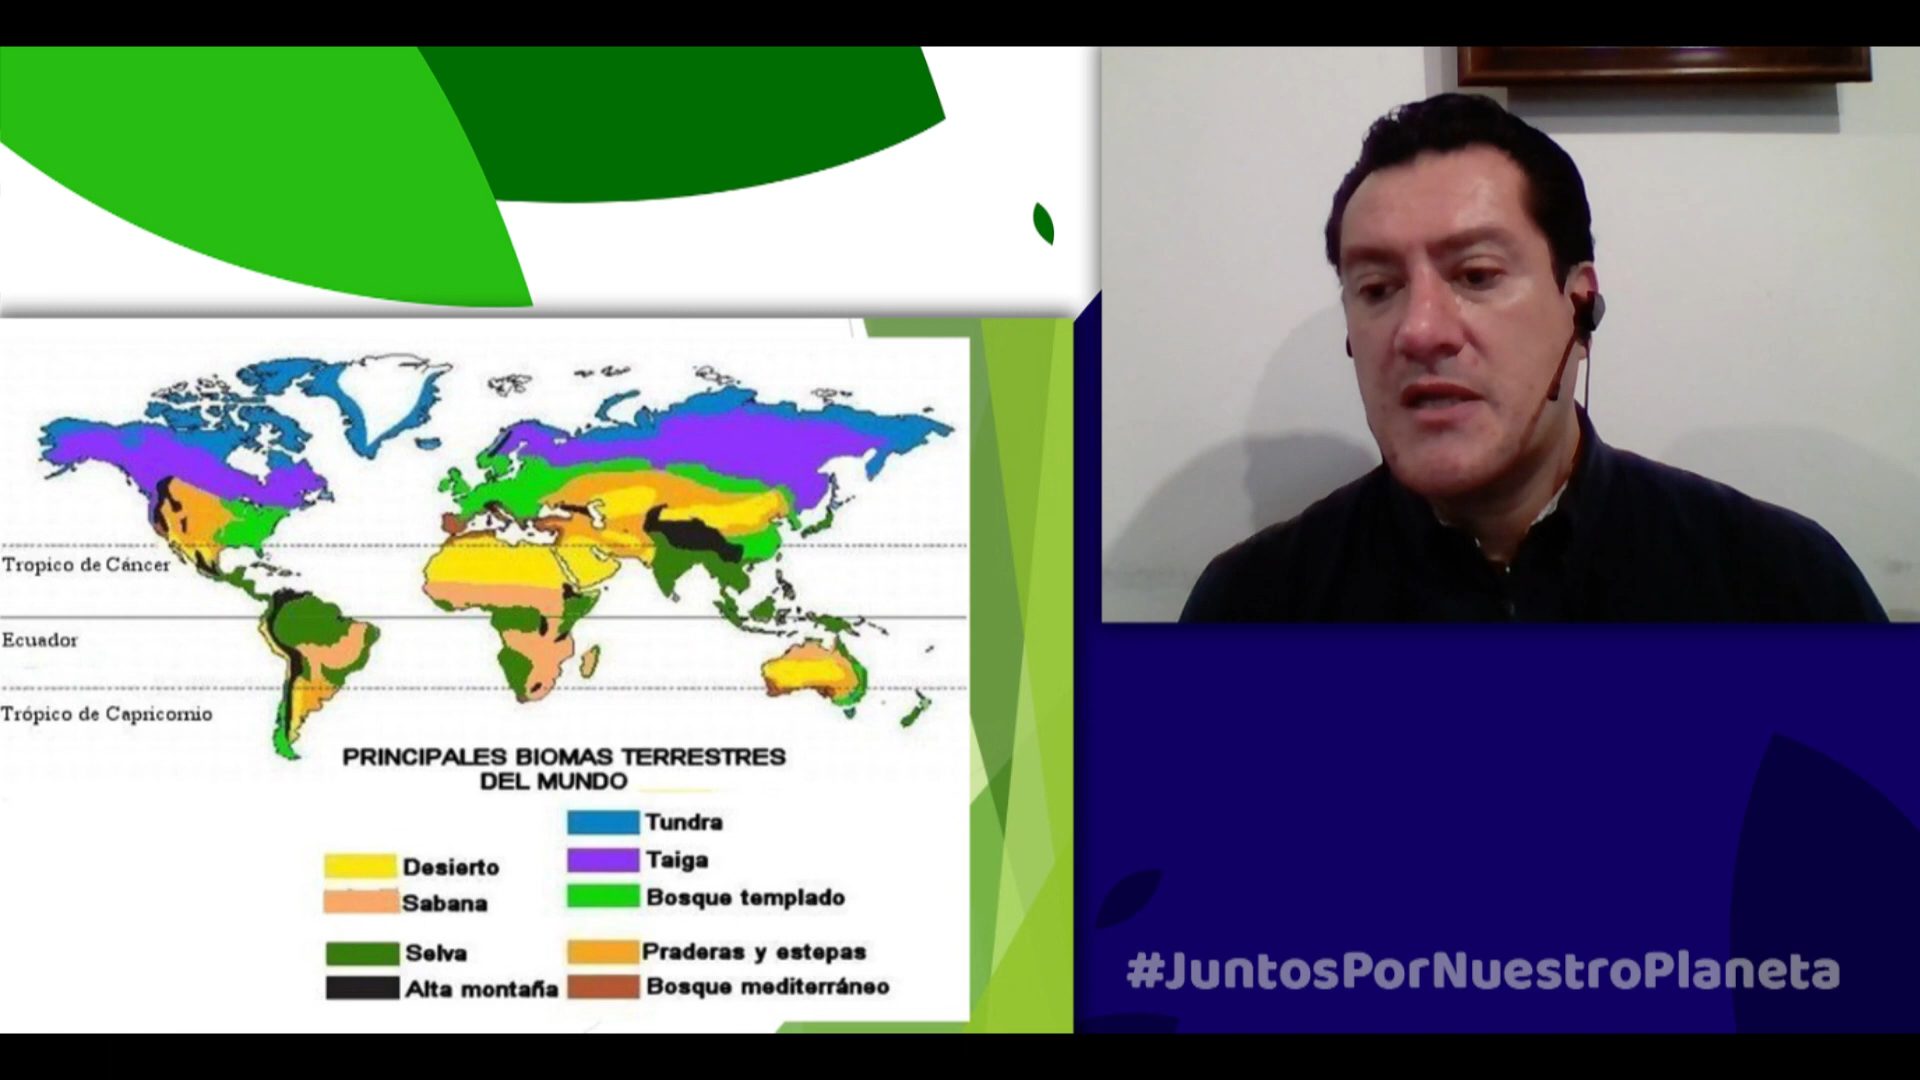 Tropico de Cáncer
Ecuador
Trópico de Capricornio
PRINCIPALES BIOMAS TERRESTRES
DEL MUNDO
Tundra
Desierto
Taiga
Sabana
Bosque templado
Selva
Praderas y estepas
Alta montaña
Bosque mediterráneo
#JuntosPorNuestroPlaneta